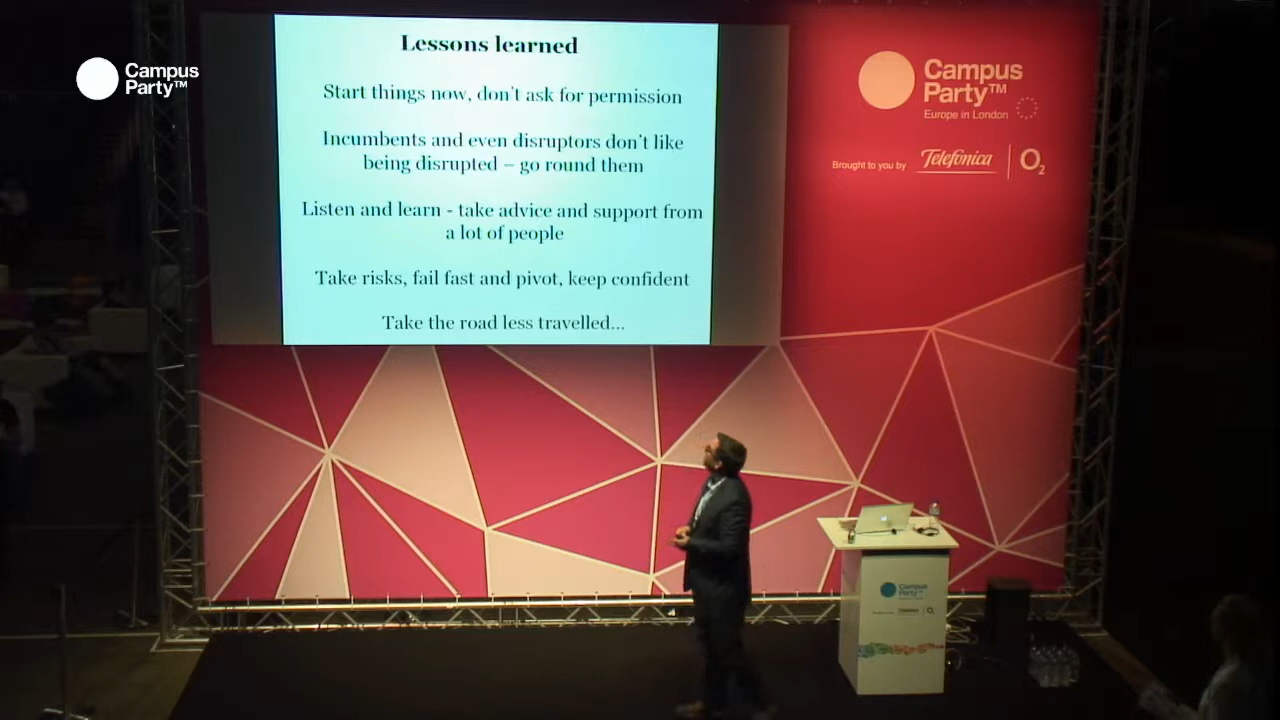 Campus
Party™
Lessons learned
Start things now, don't ask for permission
Incumbents and even disruptors don't like
being disrupted – go round them
Listen and learn - take advice and support from
a lot of people
Take risks, fail fast and pivot, keep confident
Take the road less travelled...
Campus
Party™
Europe in London
Brought to you by
Telefónica
O2
Campus
Party™